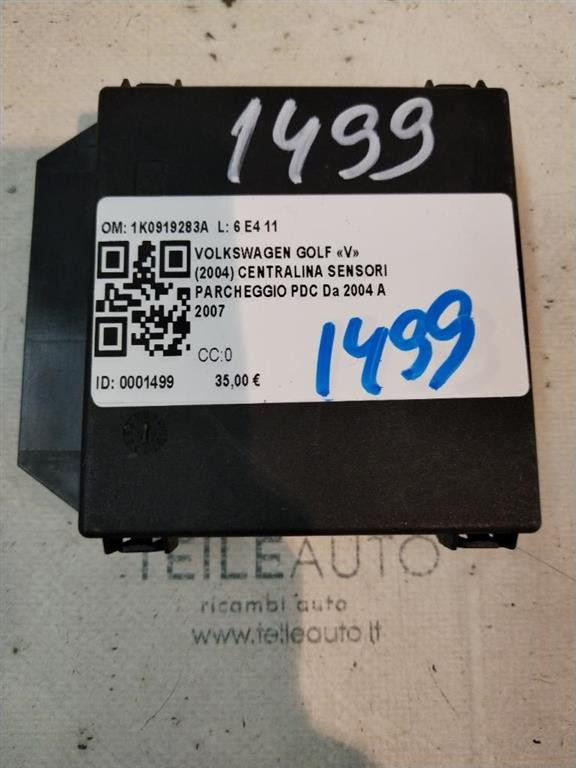 1499
OM: 1K0919283A L: 6 E4 11
VOLKSWAGEN GOLF «V»
(2004) CENTRALINA SENSORI
PARCHEGGIO PDC Da 2004 A
2007
CC:0
1499
ID: 0001499 35,00 €
TEILEAUTO
ricambi auto
www.teileauto.it